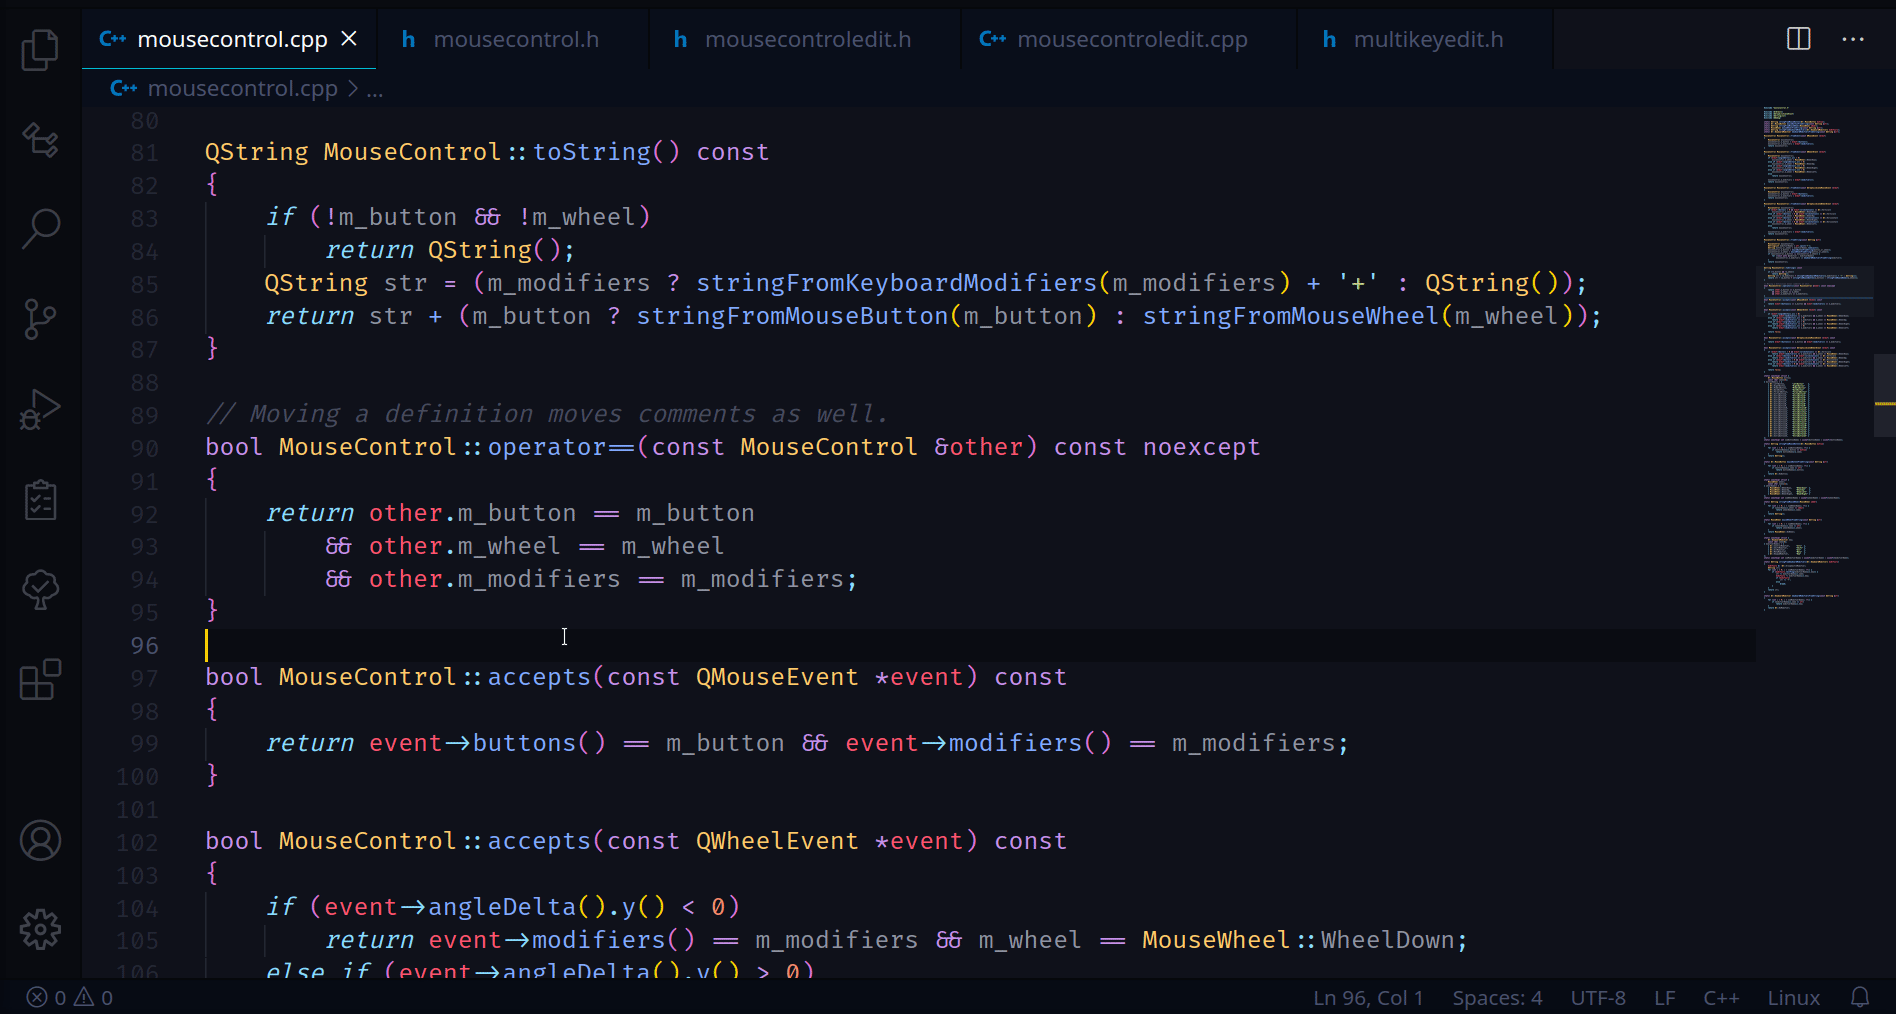 C++ mousecontrol.cpp
h mousecontrol.h
h mousecontroledit.h
C++ mousecontroledit.cpp
h multikeyedit.h
C++ mousecontrol.cpp > ...
80
81 QString MouseControl::toString() const
82 {
83 if (!m_button && !m_wheel)
84 return QString();
85 QString str = (m_modifiers ? stringFromKeyboardModifiers(m_modifiers) + '+' : QString());
86 return str + (m_button ? stringFromMouseButton(m_button) : stringFromMouseWheel(m_wheel));
87 }
88
89 // Moving a definition moves comments as well.
90 bool MouseControl::operator==(const MouseControl &other) const noexcept
91 {
92 return other.m_button == m_button
93 && other.m_wheel == m_wheel
94 && other.m_modifiers == m_modifiers;
95 }
96
97 bool MouseControl::accepts(const QMouseEvent *event) const
98 {
99 return event->buttons() == m_button && event->modifiers() == m_modifiers;
100 }
101
102 bool MouseControl::accepts(const QWheelEvent *event) const
103 {
104 if (event->angleDelta().y() < 0)
105 return event->modifiers() == m_modifiers && m_wheel == MouseWheel::WheelDown;
106 else if (event->angleDelta().y() > 0)
0 0
Ln 96, Col 1
Spaces: 4
UTF-8
LF
C++
Linux